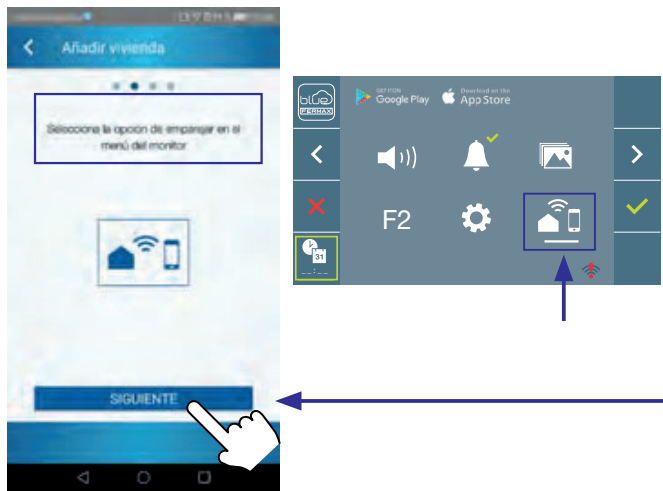 Añadir vivienda
Selecciona la opción de emparejar en el
menú del monitor
SIGUIENTE
blue
FERMAX
GET IT ON
Google Play
Download on the
App Store
F2
31
--:--